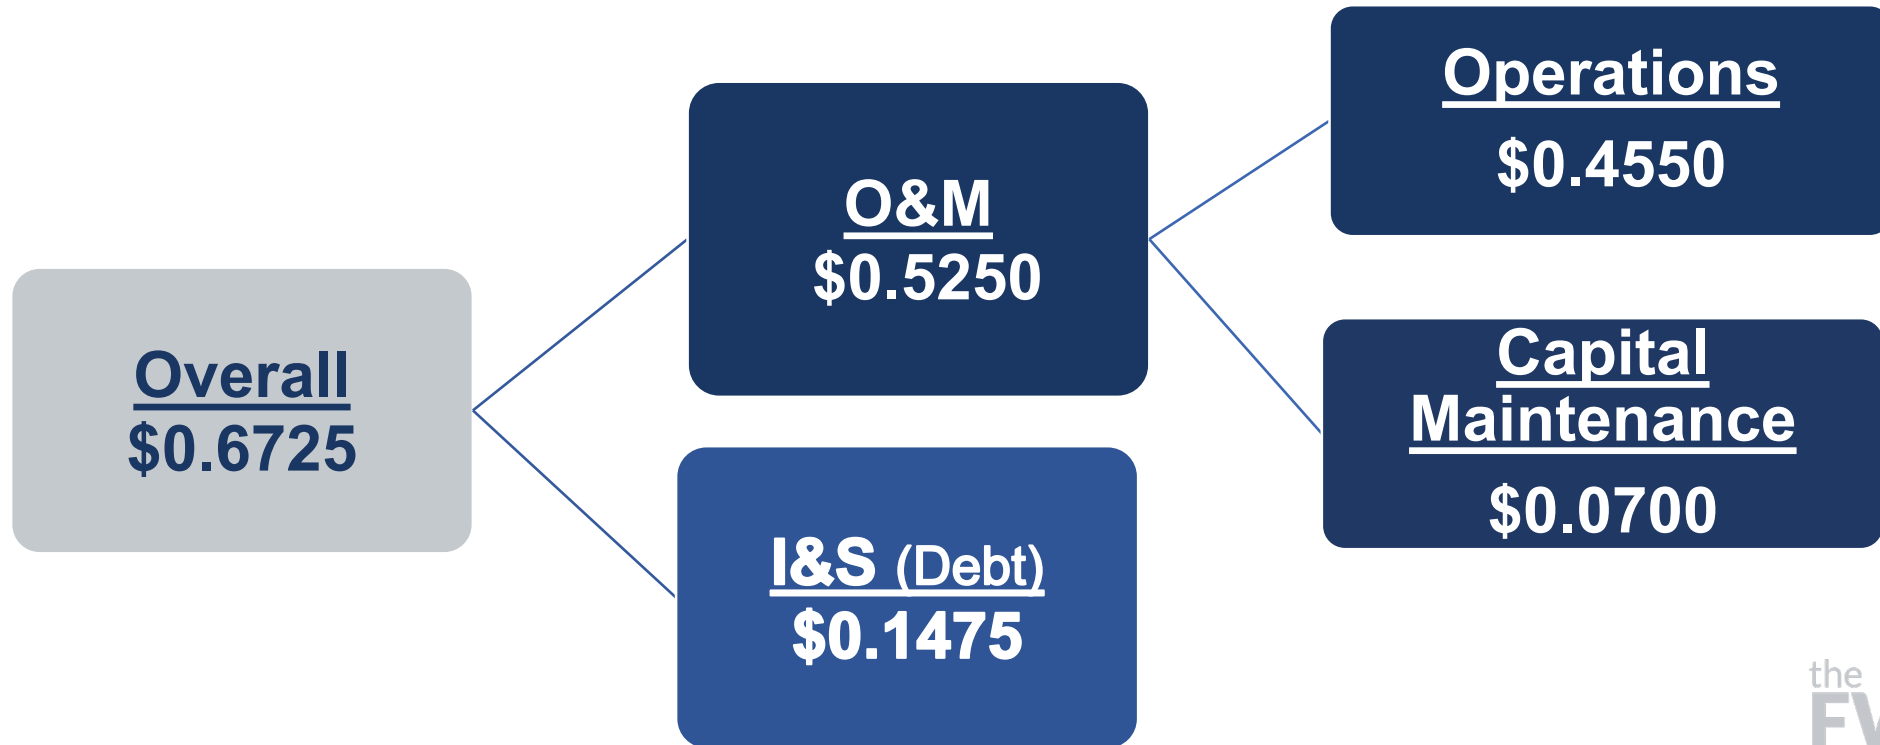 Overall
$0.6725
O&M
$0.5250
I&S (Debt)
$0.1475
Operations
$0.4550
Capital
Maintenance
$0.0700
the